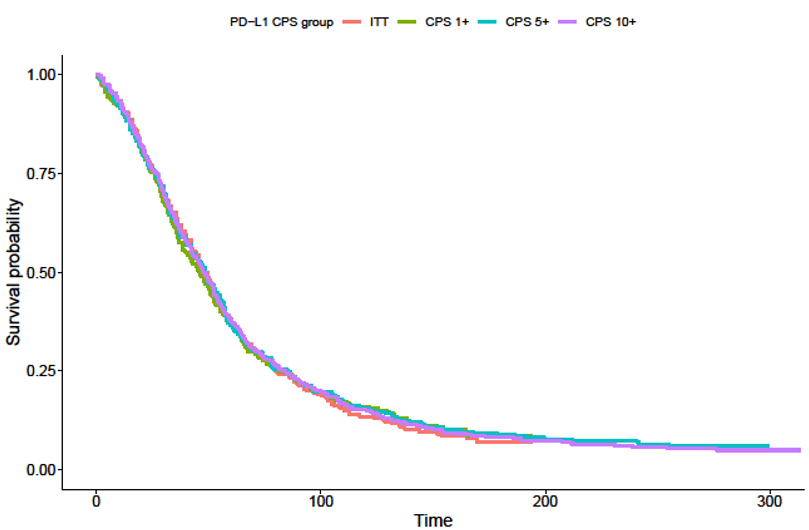 PD-L1 CPS group ITT CPS 1+ CPS 5+ CPS 10+
Survival probability
1.00
0.75
0.50
0.25
0.00
0 100 200 300
Time